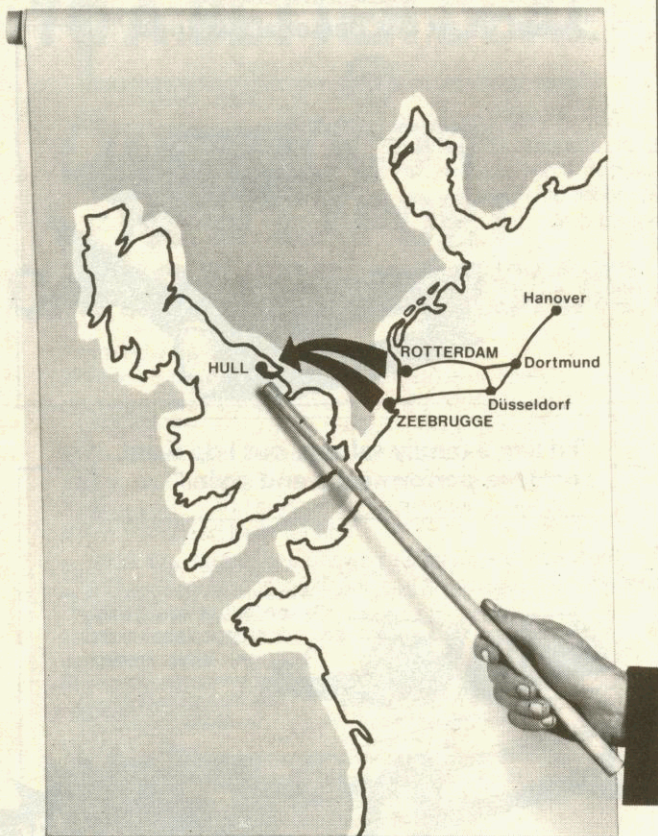 Hanover
ROTTERDAM
HULL
Dortmund
Düsseldorf
ZEEBRUGGE